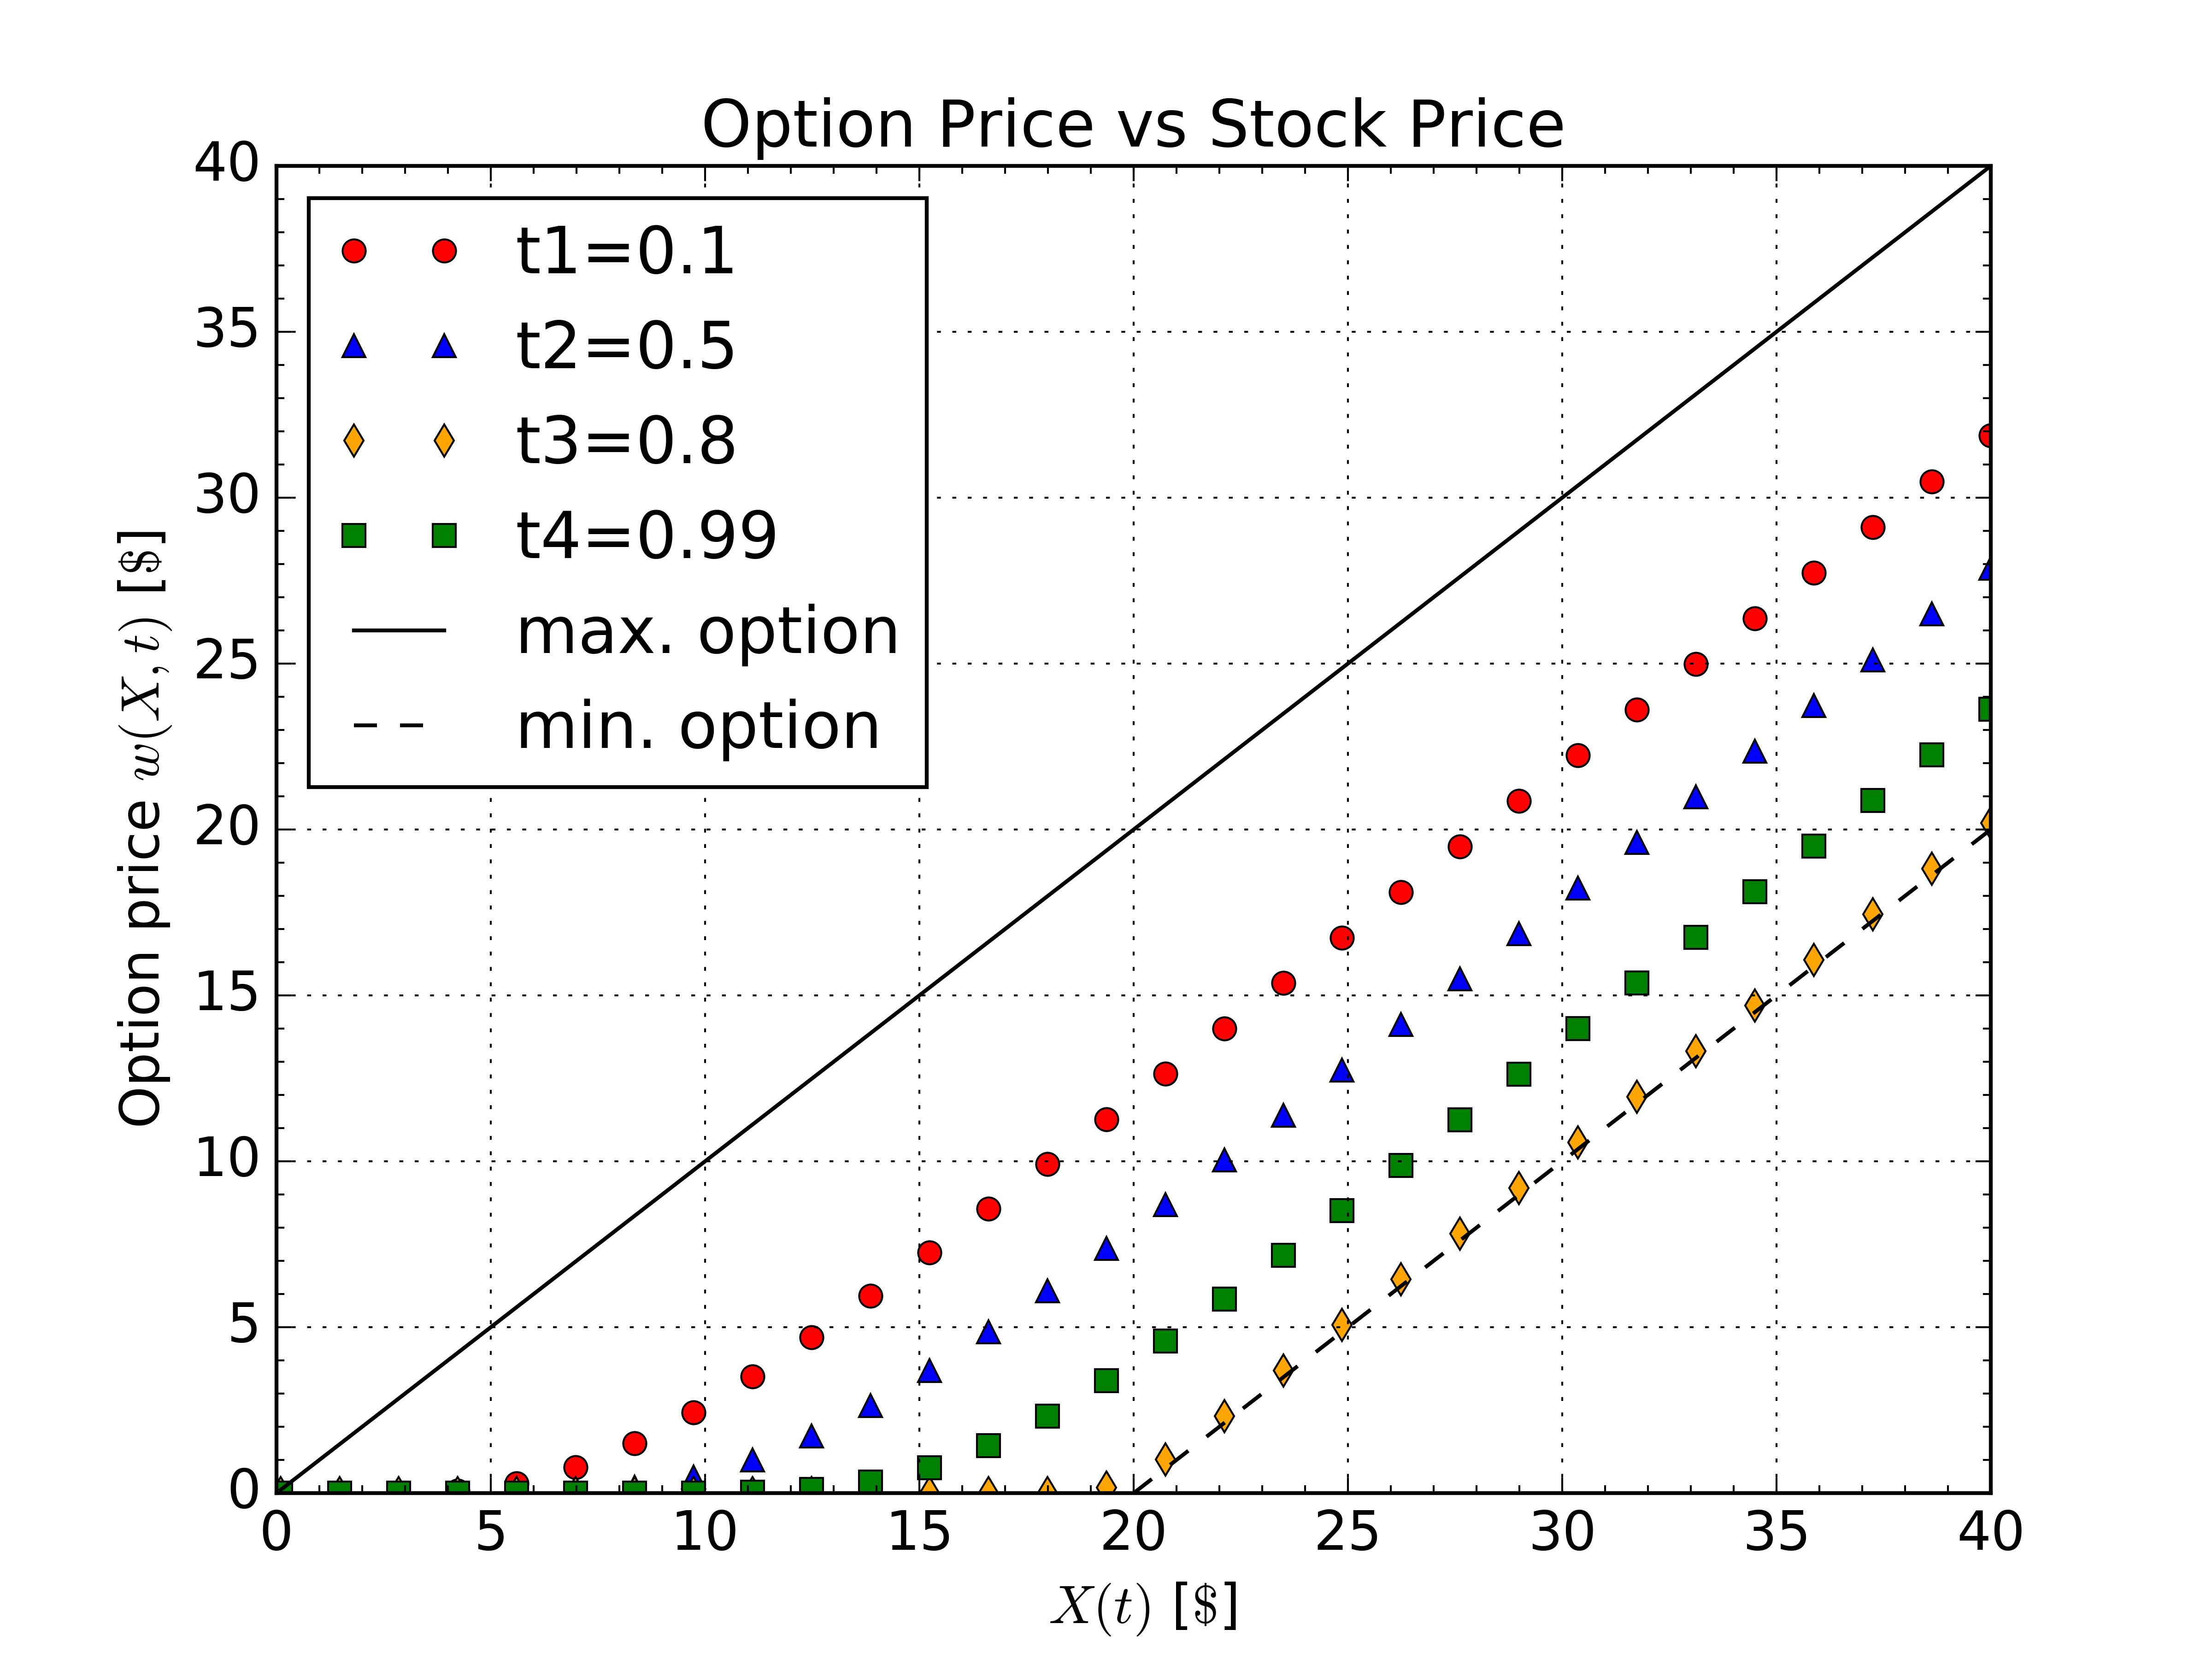 Option Price vs Stock Price
Option price w(X, t) [$]
40
35
30
25
20
15
10
5
0
t1=0.1
t2=0.5
t3=0.8
t4=0.99
max. option
min. option
0 5 10 15 20 25 30 35 40
X(t) [$]